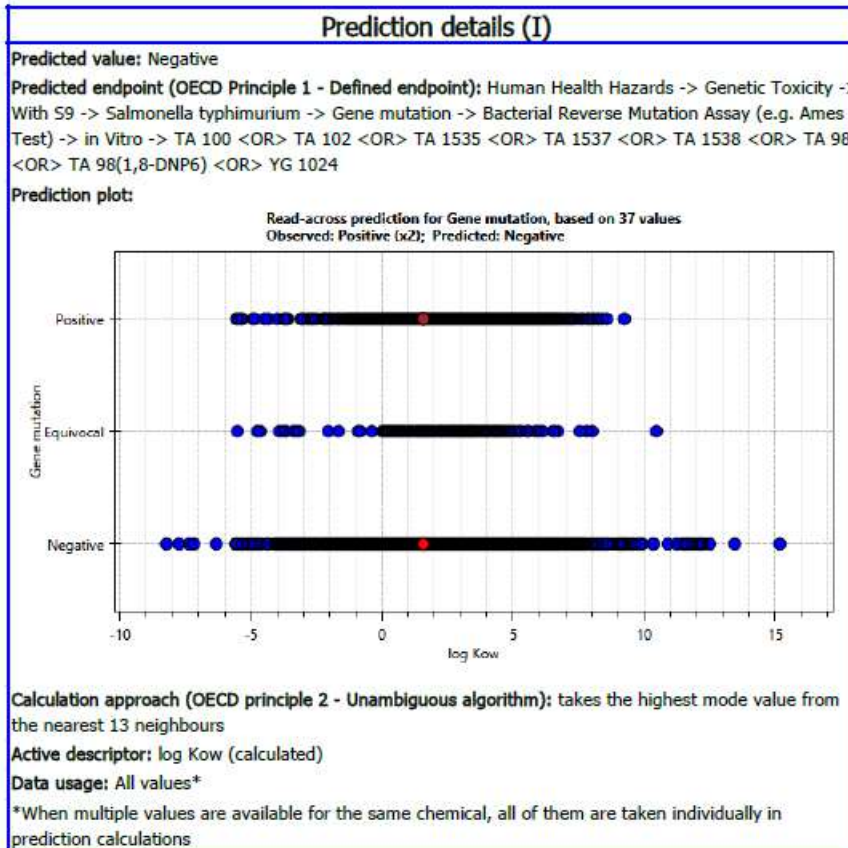 Prediction details (I)
Predicted value: Negative
Predicted endpoint (OECD Principle 1 - Defined endpoint): Human Health Hazards -> Genetic Toxicity -
With S9 -> Salmonella typhimurium -> Gene mutation -> Bacterial Reverse Mutation Assay (e.g. Ames
Test) -> in Vitro -> TA 100 <OR> TA 102 <OR> TA 1535 <OR> TA 1537 <OR> TA 1538 <OR> TA 98
<OR> TA 98(1,8-DNP6) <OR> YG 1024
Prediction plot:
Read-across prediction for Gene mutation, based on 37 values
Observed: Positive (x2); Predicted: Negative
Positive
Equivocal
Negative
Gene mutation
-10 -5 0 5 10 15
log Kow
Calculation approach (OECD principle 2 - Unambiguous algorithm): takes the highest mode value from
the nearest 13 neighbours
Active descriptor: log Kow (calculated)
Data usage: All values*
*When multiple values are available for the same chemical, all of them are taken individually in
prediction calculations